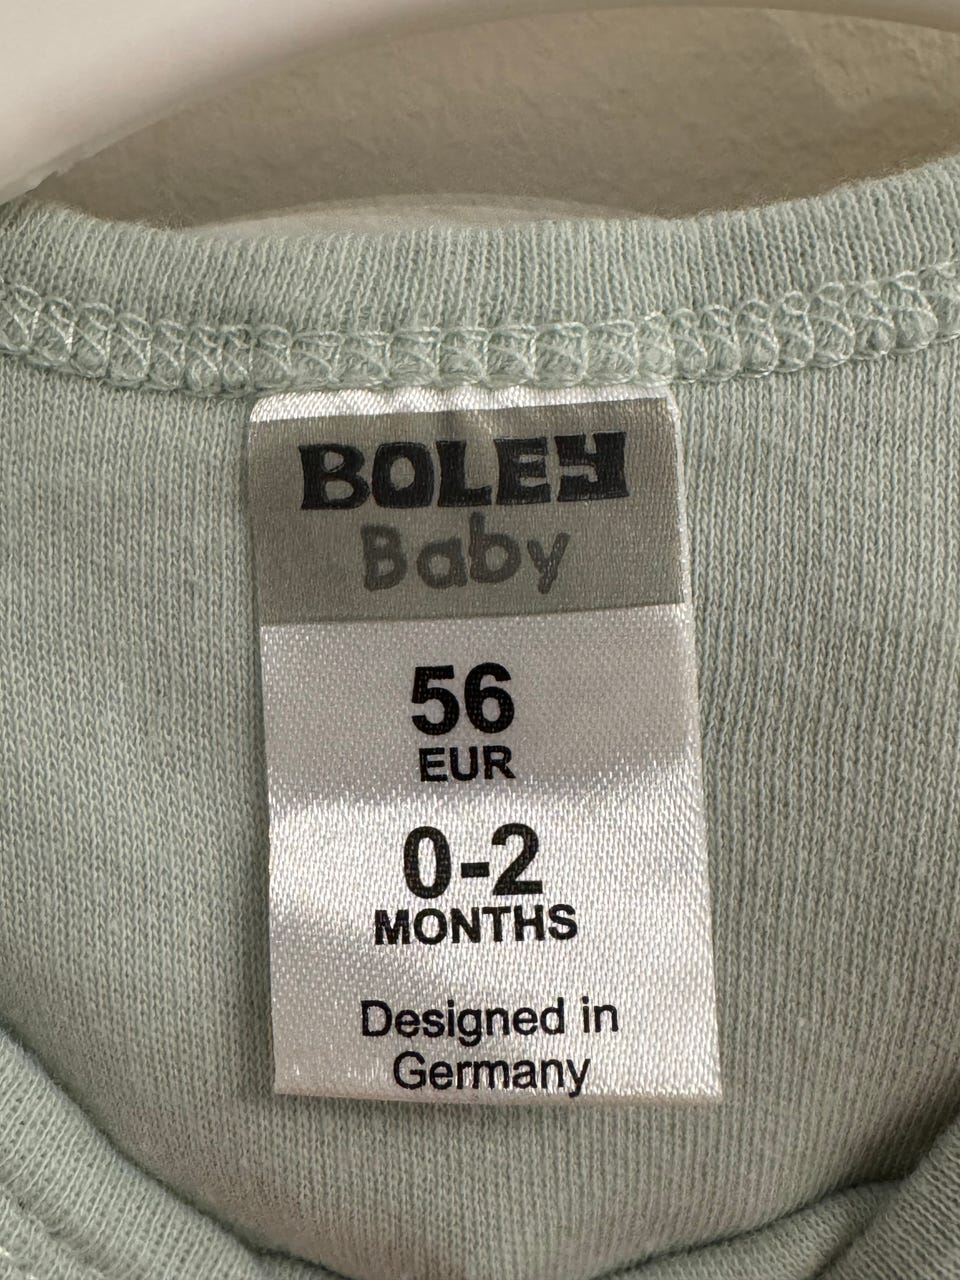 BOLEY
Baby
56
EUR
0-2
MONTHS
Designed in
Germany